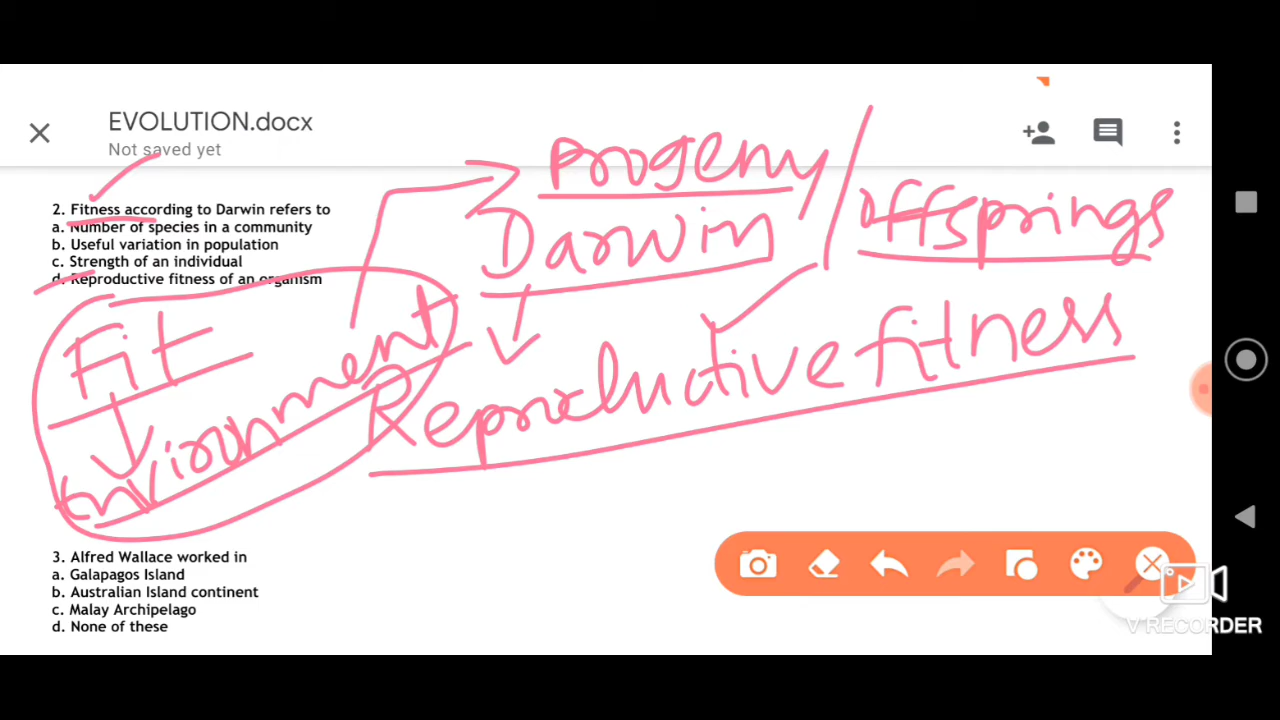 EVOLUTION.docx
Not saved yet
Progeny/
offsprings
2. Fitness according to Darwin refers to
a. Number of species in a community
b. Useful variation in population
c. Strength of an individual
d. Reproductive fitness of an organism
Darwin
Fit
Environment
Reproductive fitness
3. Alfred Wallace worked in
a. Galapagos Island
b. Australian Island continent
c. Malay Archipelago
d. None of these
V RECORDER